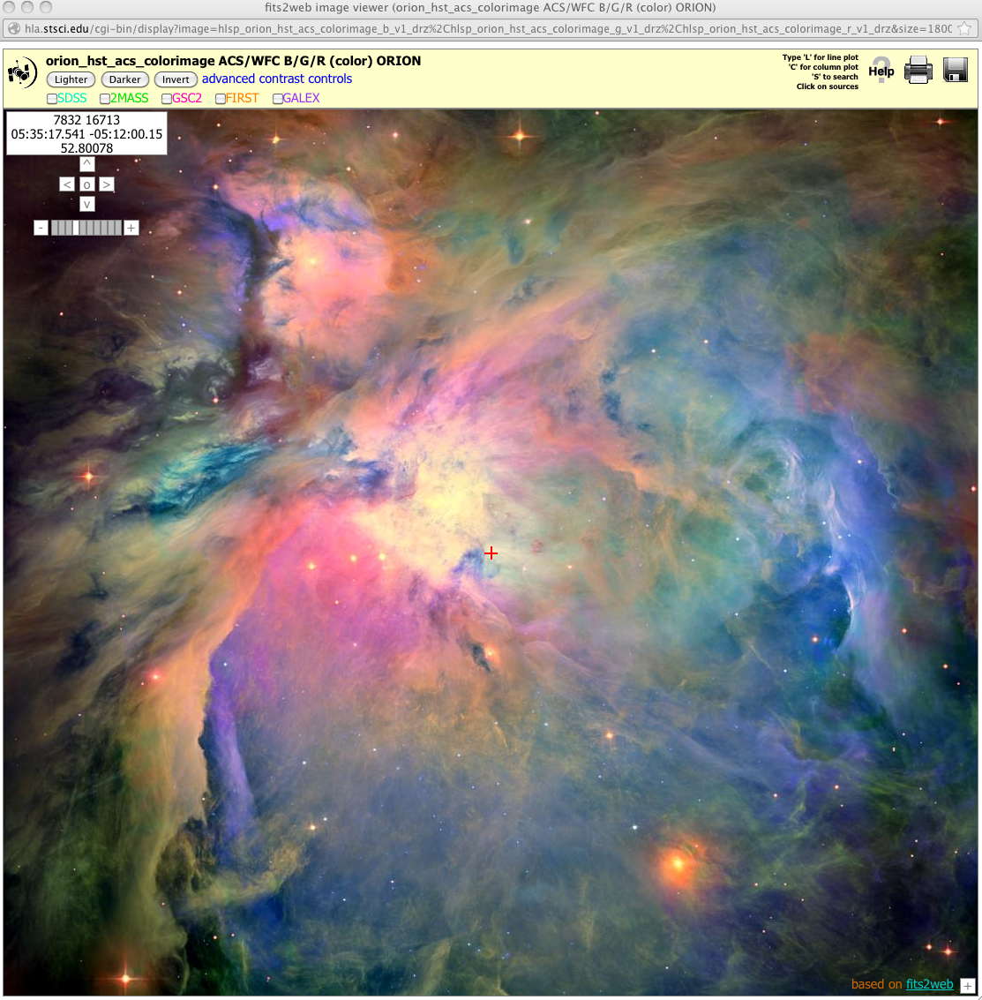 fits2web image viewer (orion_hst_acs_colorimage ACS/WFC B/G/R (color) ORION)
hla.stsci.edu/cgi-bin/display?image=hlsp_orion_hst_acs_colorimage_b_v1_drz%2Chlsp_orion_hst_acs_colorimage_g_v1_drz%2Chlsp_orion_hst_acs_colorimage_r_v1_drz&size=1800
orion_hst_acs_colorimage ACS/WFC B/G/R (color) ORION
Lighter Darker Invert advanced contrast controls
SDSS 2MASS GSC2 FIRST GALEX
Type 'L' for line plot
'C' for column plot
'S' to search
Click on sources
Help
7832 16713
05:35:17.541 -05:12:00.15
52.80078
^
< o >
v
- +
based on fits2web +